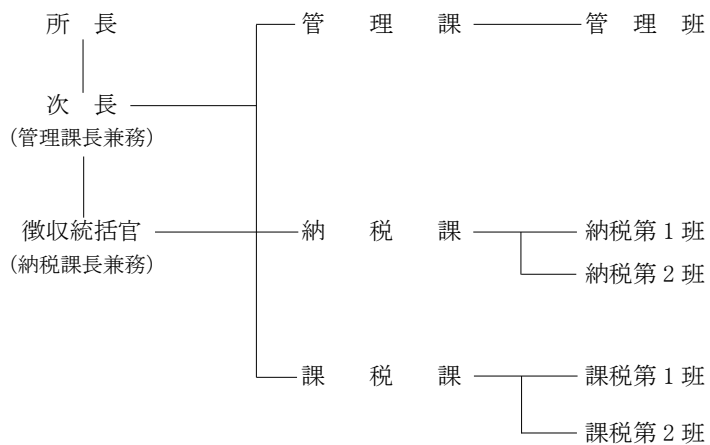 所　長
管　理　課
管　理　班
次　長
(管理課長兼務)
徴収統括官
(納税課長兼務)
納　税　課
納税第１班
納税第２班
課　税　課
課税第１班
課税第２班